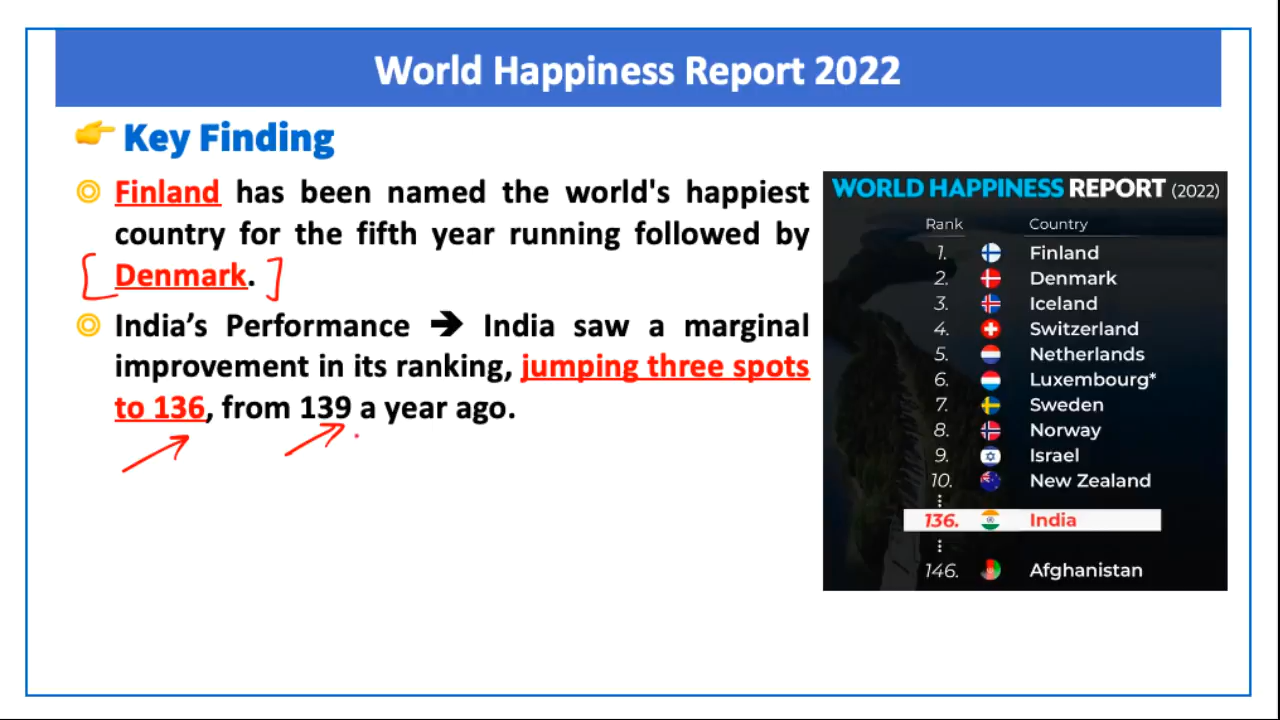 World Happiness Report 2022
Key Finding
Finland has been named the world's happiest
country for the fifth year running followed by
Denmark.
India’s Performance ➔ India saw a marginal
improvement in its ranking, jumping three spots
to 136, from 139 a year ago.
WORLD HAPPINESS REPORT (2022)
Rank Country
1. Finland
2. Denmark
3. Iceland
4. Switzerland
5. Netherlands
6. Luxembourg*
7. Sweden
8. Norway
9. Israel
10. New Zealand
136. India
146. Afghanistan